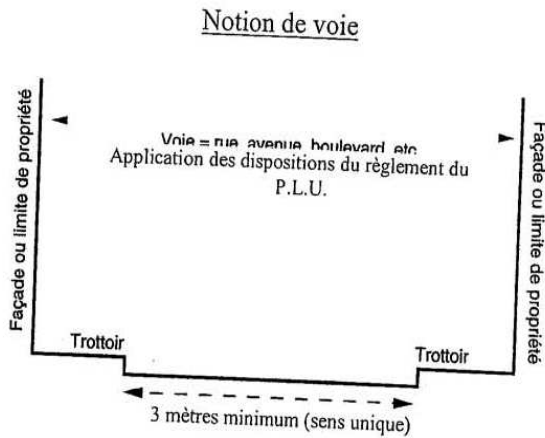 Notion de voie
Façade ou limite de propriété
Voie = rue, avenue, boulevard, etc.
Application des dispositions du règlement du
P.L.U.
Façade ou limite de propriété
Trottoir
Trottoir
3 mètres minimum (sens unique)